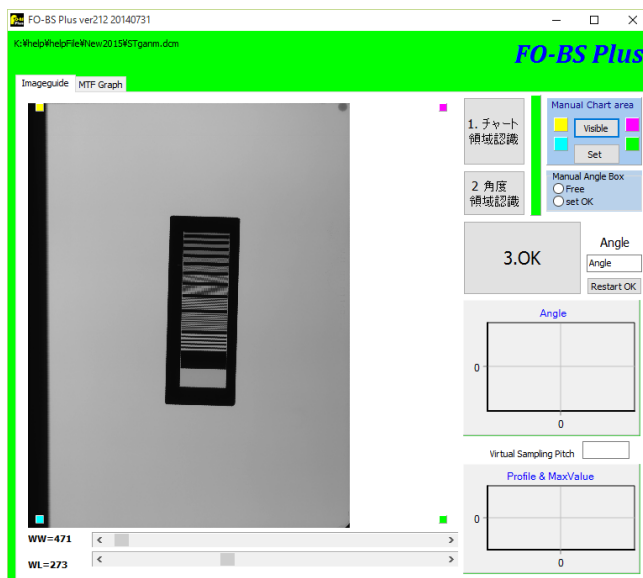 FO-BS Plus ver212 20140731
K:¥help¥helpFile¥New2015¥STganm.dcm
FO-BS Plus
Imageguide
MTF Graph
1. チャート
領域認識
Manual Chart area
Visible
Set
2 角度
領域認識
Manual Angle Box
Free
set OK
3.OK
Angle
Angle
Restart OK
Angle
0
0
Virtual Sampling Pitch
Profile & MaxValue
0
0
WW=471
WL=273